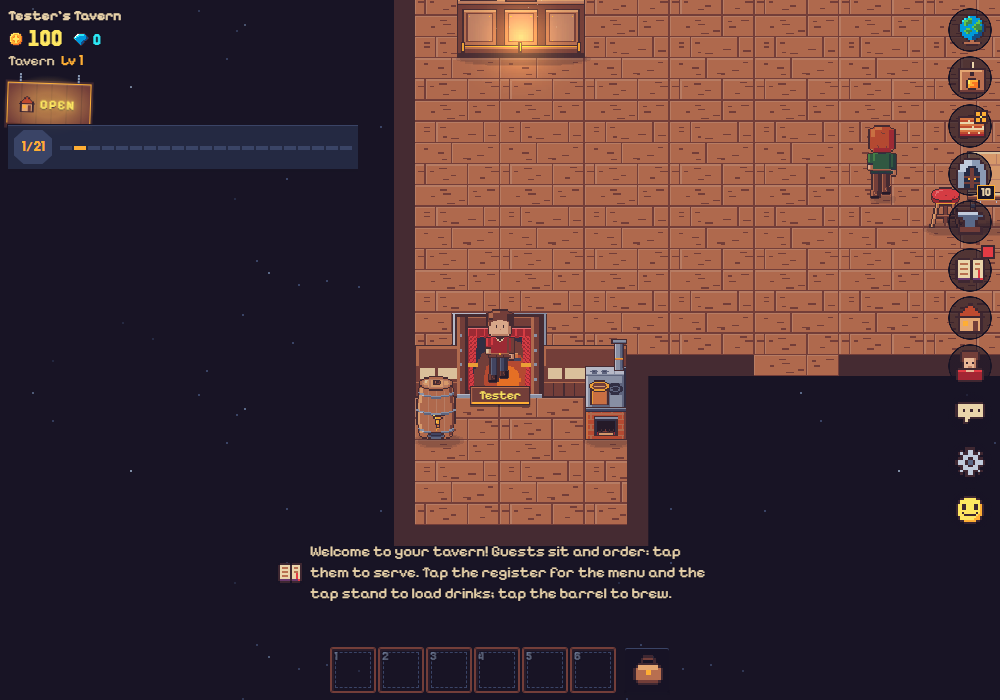 Tester's Tavern
100 0
Tavern Lv 1
OPEN
1/21
10
Tester
Welcome to your tavern! Guests sit and order: tap
them to serve. Tap the register for the menu and the
tap stand to load drinks; tap the barrel to brew.
1 2 3 4 5 6